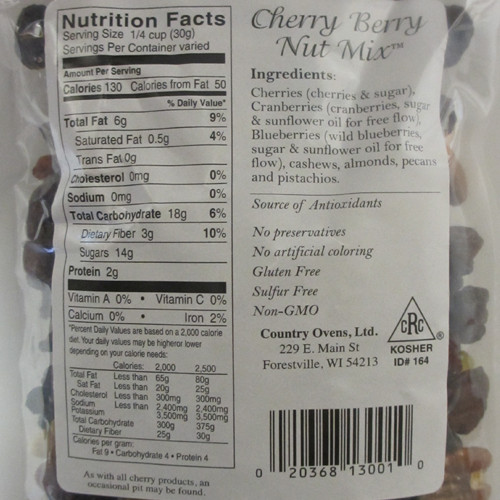 Nutrition Facts
Serving Size 1/4 cup (30g)
Servings Per Container varied
Amount Per Serving
Calories 130 Calories from Fat 50
% Daily Value*
Total Fat 6g 9%
Saturated Fat 0.5g 4%
Trans Fat 0g
Cholesterol 0mg 0%
Sodium 0mg 0%
Total Carbohydrate 18g 6%
Dietary Fiber 3g 10%
Sugars 14g
Protein 2g
Vitamin A 0% • Vitamin C 0%
Calcium 0% • Iron 2%
*Percent Daily Values are based on a 2,000 calorie
diet. Your daily values may be higheror lower
depending on your calorie needs:
Calories: 2,000 2,500
Total Fat Less than 65g 80g
Sat Fat Less than 20g 25g
Cholesterol Less than 300mg 300mg
Sodium Less than 2,400mg 2,400mg
Potassium 3,500mg 3,500mg
Total Carbohydrate 300g 375g
Dietary Fiber 25g 30g
Calories per gram:
Fat 9 • Carbohydrate 4 • Protein 4
As with all cherry products, an
occasional pit may be found.
Cherry Berry
Nut Mix™
Ingredients:
Cherries (cherries & sugar),
Cranberries (cranberries, sugar
& sunflower oil for free flow),
Blueberries (wild blueberries,
sugar & sunflower oil for free
flow), cashews, almonds, pecans
and pistachios.
Source of Antioxidants
No preservatives
No artificial coloring
Gluten Free
Sulfur Free
Non-GMO
Country Ovens, Ltd.
229 E. Main St
Forestville, WI 54213
CRC ®
KOSHER
ID# 164
0 20368 13001 0